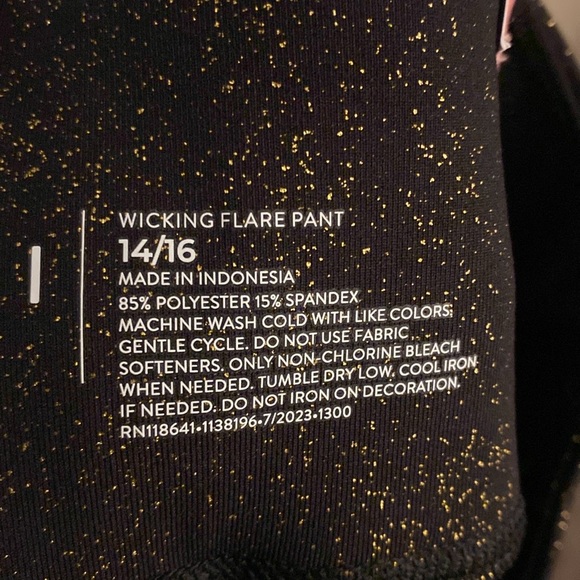 WICKING FLARE PANT
14/16
MADE IN INDONESIA
85% POLYESTER 15% SPANDEX
MACHINE WASH COLD WITH LIKE COLORS.
GENTLE CYCLE. DO NOT USE FABRIC
SOFTENERS. ONLY NON-CHLORINE BLEACH
WHEN NEEDED. TUMBLE DRY LOW. COOL IRON
IF NEEDED. DO NOT IRON ON DECORATION.
RN118641•1138196•7/2023•1300